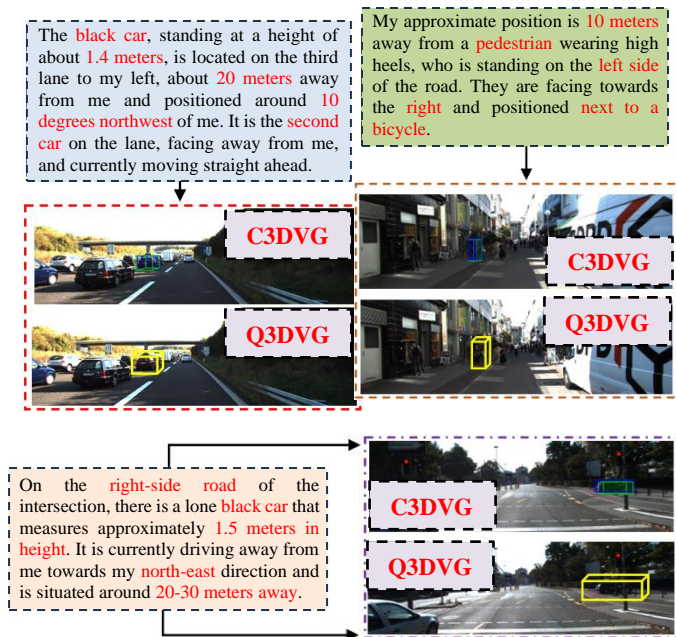 The black car, standing at a height of
about 1.4 meters, is located on the third
lane to my left, about 20 meters away
from me and positioned around 10
degrees northwest of me. It is the second
car on the lane, facing away from me,
and currently moving straight ahead.
My approximate position is 10 meters
away from a pedestrian wearing high
heels, who is standing on the left side
of the road. They are facing towards
the right and positioned next to a
bicycle.
C3DVG
Q3DVG
C3DVG
Q3DVG
On the right-side road of the
intersection, there is a lone black car that
measures approximately 1.5 meters in
height. It is currently driving away from
me towards my north-east direction and
is situated around 20-30 meters away.
C3DVG
Q3DVG